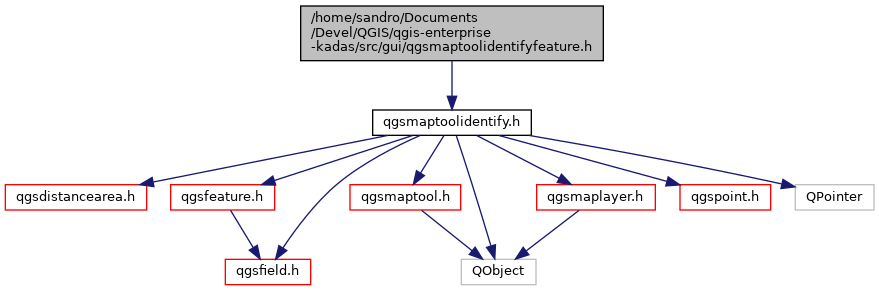 /home/sandro/Documents
/Devel/QGIS/qgis-enterprise
-kadas/src/gui/qgsmaptoolidentifyfeature.h
qgsmaptoolidentify.h
qgsdistancearea.h
qgsfeature.h
qgsmaptool.h
qgsmaplayer.h
qgspoint.h
QPointer
qgsfield.h
QObject